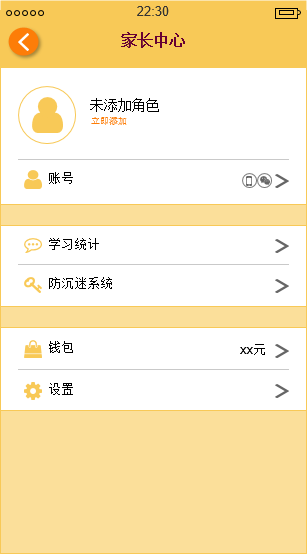 22:30
家长中心
未添加角色
立即添加
账号
学习统计
防沉迷系统
钱包 xx元
设置